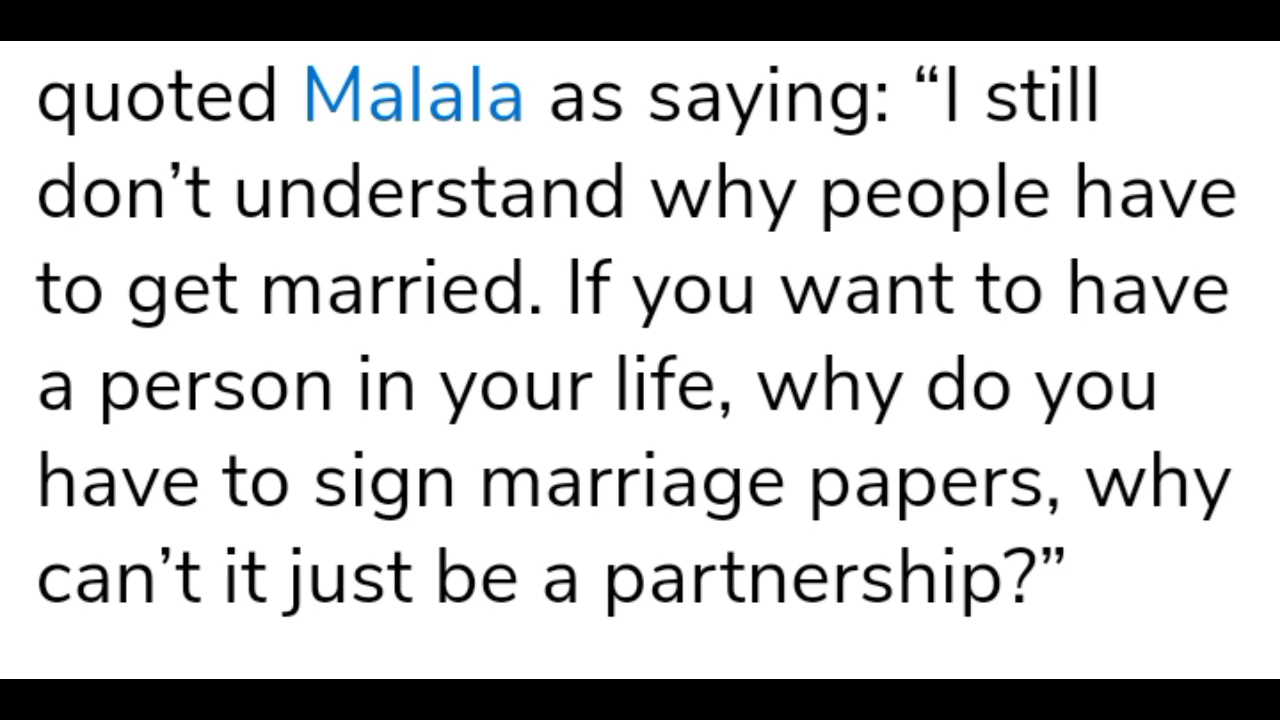 quoted Malala as saying: “I still
don’t understand why people have
to get married. If you want to have
a person in your life, why do you
have to sign marriage papers, why
can’t it just be a partnership?”